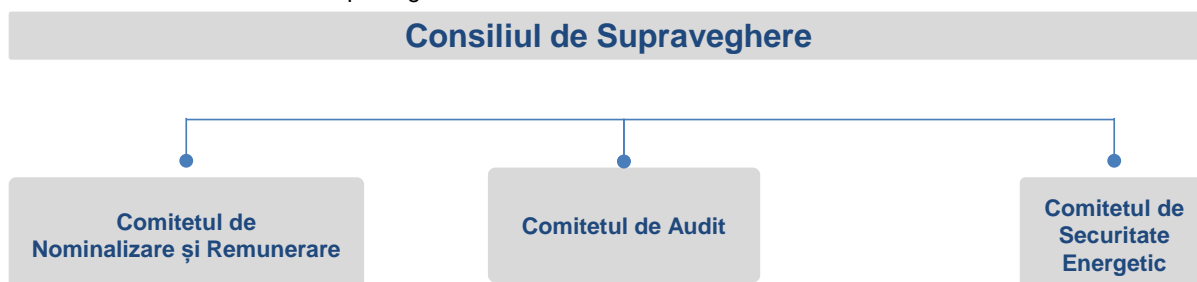 Consiliul de Supraveghere
Comitetul de
Nominalizare și Remunerare
Comitetul de Audit
Comitetul de
Securitate
Energetic